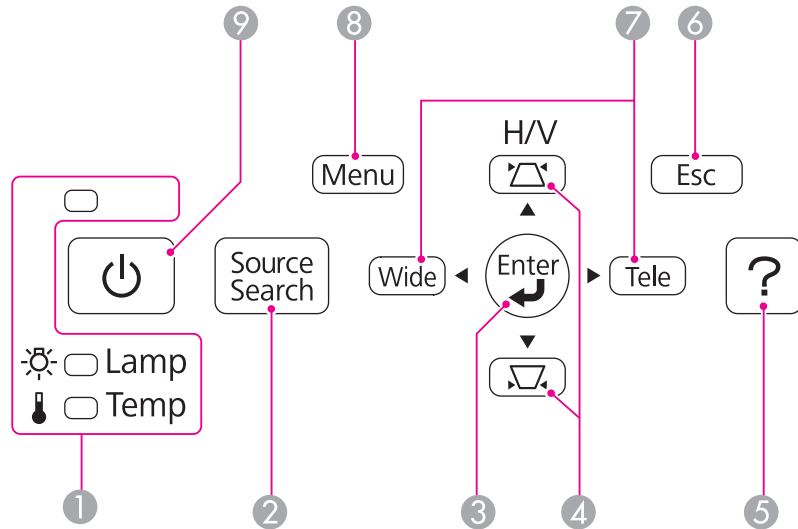 9
8
7
6
H/V
Menu
Esc
Source
Search
Wide
Enter
Tele
?
Lamp
Temp
1
2
3
4
5